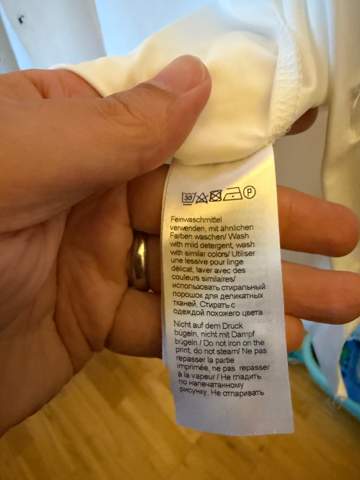 30 P
Feinwaschmittel
verwenden, mit ähnlichen
Farben waschen/ Wash
with mild detergent, wash
with similar colors/ Utiliser
une lessive pour linge
délicat, laver avec des
couleurs similaires/
использовать стиральный
порошок для деликатных
тканей. Стирать с
одеждой похожего цвета
Nicht auf dem Druck
bügeln, nicht mit Dampf
bügeln / Do not iron on the
print, do not steam/ Ne pas
repasser la partie
imprimée, ne pas repasser
à la vapeur / Не гладить
по напечатанному
рисунку. Не отпаривать